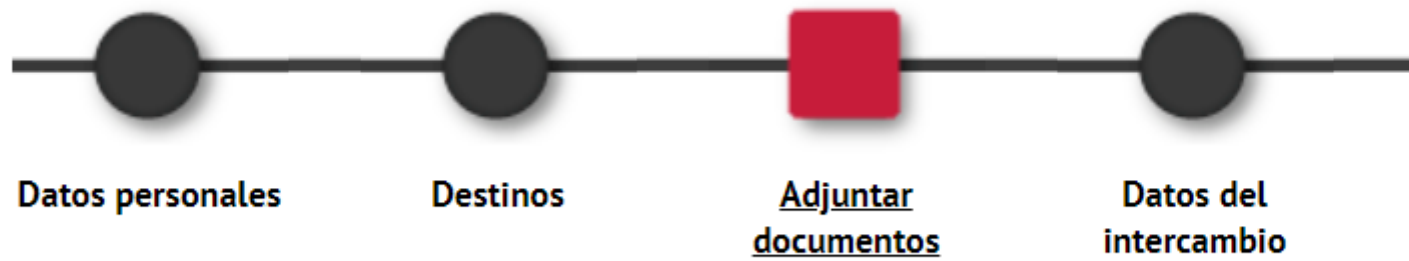 Datos personales
Destinos
Adjuntar
documentos
Datos del
intercambio